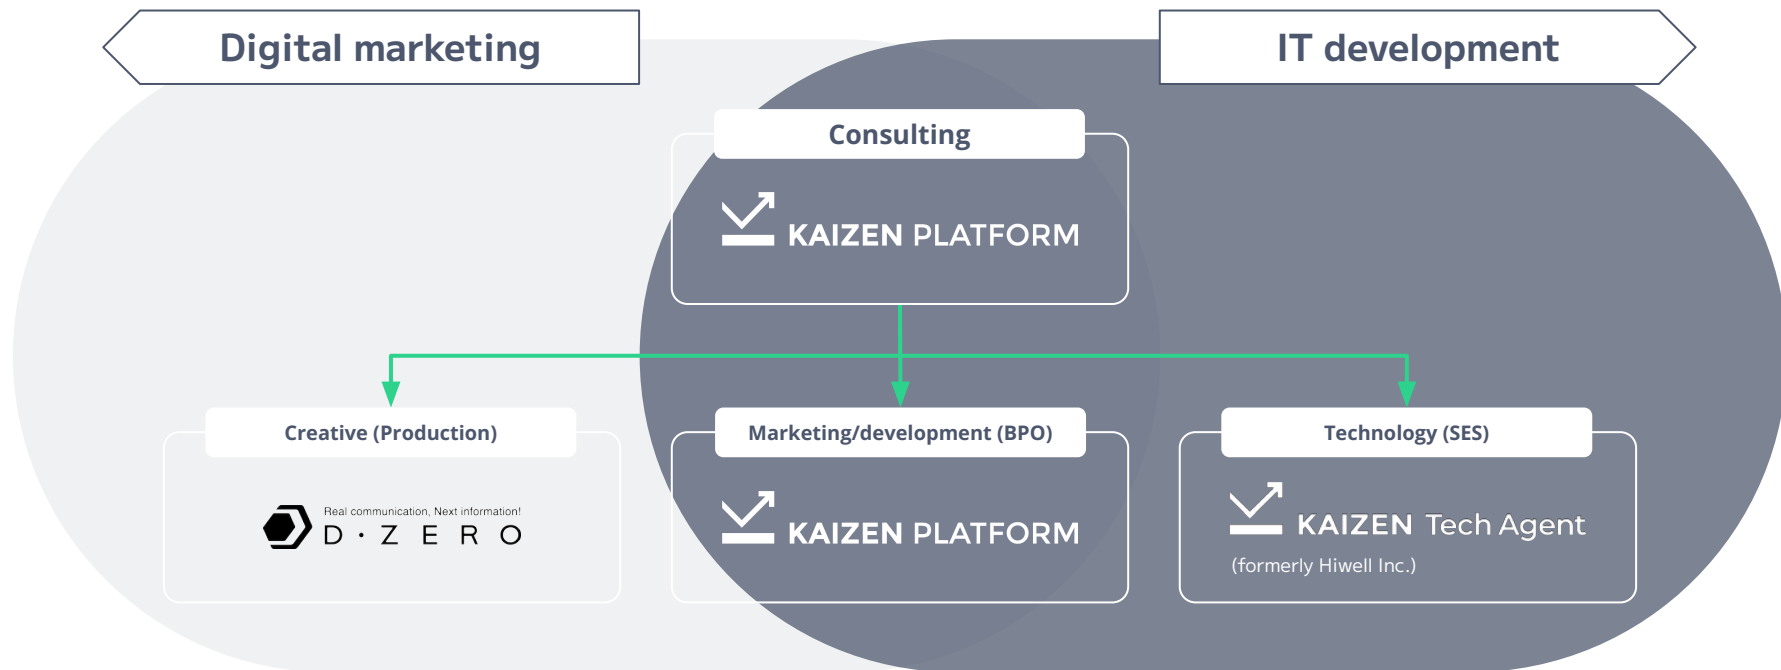 Digital marketing
IT development
Consulting
KAIZEN PLATFORM
Creative (Production)
Real communication, Next information!
D・ZERO
Marketing/development (BPO)
KAIZEN PLATFORM
Technology (SES)
KAIZEN Tech Agent
(formerly Hiwell Inc.)